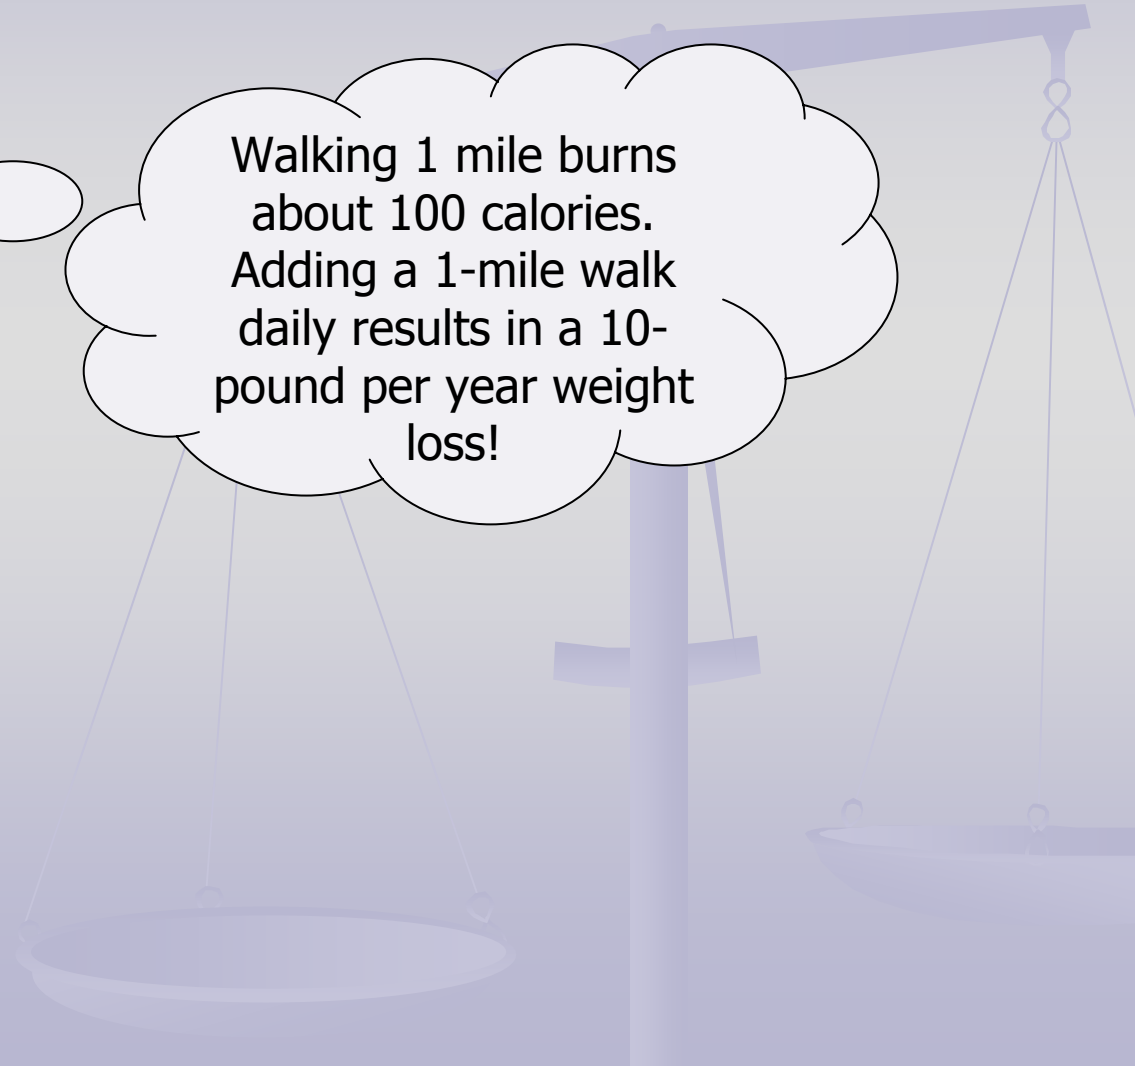 Walking 1 mile burns
about 100 calories.
Adding a 1-mile walk
daily results in a 10-
pound per year weight
loss!